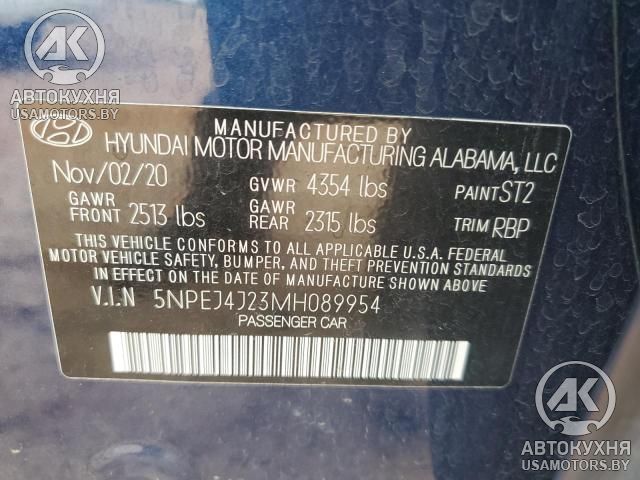 AK
АВТОКУХНЯ
USAMOTORS.BY
MANUFACTURED BY
HYUNDAI MOTOR MANUFACTURING ALABAMA, LLC
Nov/02/20 GVWR 4354 lbs PAINT ST2
GAWR FRONT 2513 lbs GAWR REAR 2315 lbs TRIM RBP
THIS VEHICLE CONFORMS TO ALL APPLICABLE U.S.A. FEDERAL
MOTOR VEHICLE SAFETY, BUMPER, AND THEFT PREVENTION STANDARDS
IN EFFECT ON THE DATE OF MANUFACTURE SHOWN ABOVE
V.I.N 5NPEJ4J23MH089954
PASSENGER CAR
AK
АВТОКУХНЯ
USAMOTORS.BY